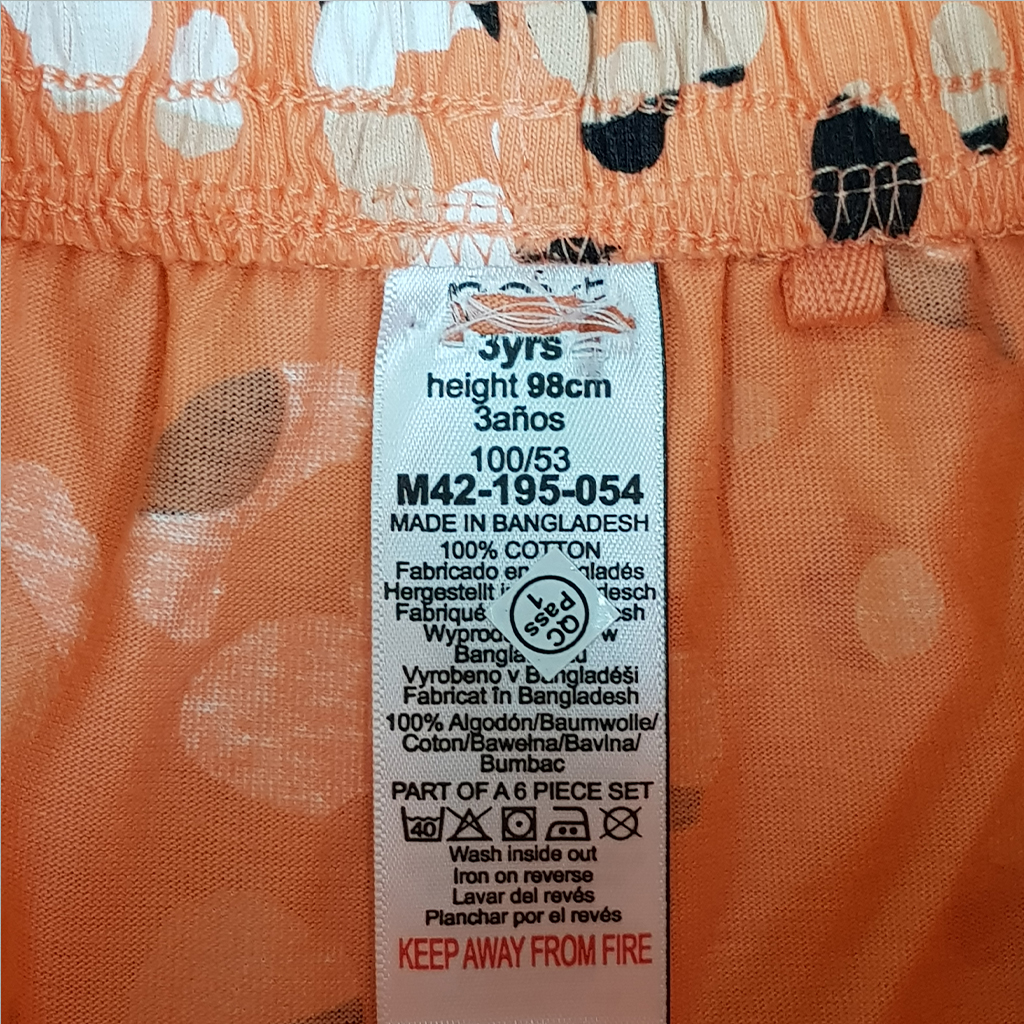 3yrs
height 98cm
3años
100/53
M42-195-054
MADE IN BANGLADESH
100% COTTON
Fabricado en
Hergestellt
Fabriqué
QC
Pass
1
w
Vyrobeno v Bangladéši
Fabricat în Bangladesh
100% Algodón/Baumwolle/
Coton/Bawełna/Bavlna/
Bumbac
PART OF A 6 PIECE SET
40
Wash inside out
Iron on reverse
Lavar del revés
Planchar por el revés
KEEP AWAY FROM FIRE